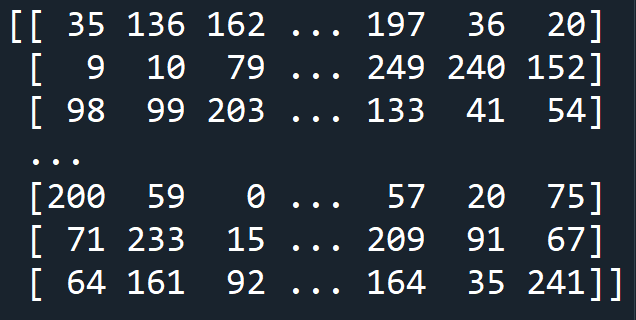 [[ 35 136 162 ... 197  36  20]
 [  9  10  79 ... 249 240 152]
 [ 98  99 203 ... 133  41  54]
 ...
 [200  59   0 ...  57  20  75]
 [ 71 233  15 ... 209  91  67]
 [ 64 161  92 ... 164  35 241]]